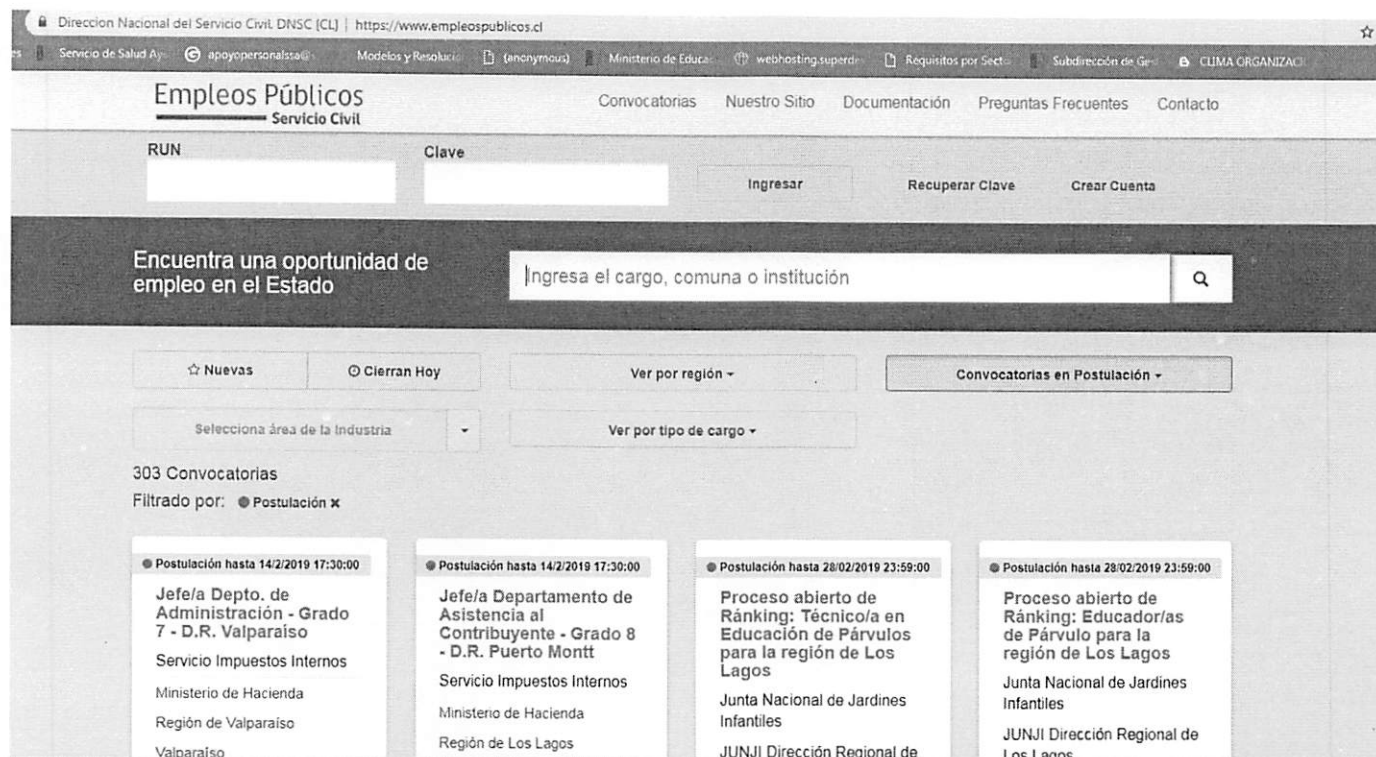 Direccion Nacional del Servicio Civil. DNSC [CL] | https://www.empleospublicos.cl
es Servicio de Salud Ay apoyopersonalssa@ Modelos y Resolucio (anonymous) Ministerio de Educac webhosting.superd Requisitos por Secto Subdirección de Ge CLIMA ORGANIZAC
Empleos Públicos
Servicio Civil
Convocatorias Nuestro Sitio Documentación Preguntas Frecuentes Contacto
RUN Clave
Ingresar Recuperar Clave Crear Cuenta
Encuentra una oportunidad de
empleo en el Estado
Ingresa el cargo, comuna o institución
Nuevas Cierran Hoy Ver por región Convocatorias en Postulación
Selecciona área de la Industria Ver por tipo de cargo
303 Convocatorias
Filtrado por: Postulación x
Postulación hasta 14/2/2019 17:30:00
Jefe/a Depto. de
Administración - Grado
7 - D.R. Valparaíso
Servicio Impuestos Internos
Ministerio de Hacienda
Región de Valparaíso
Valparaíso
Postulación hasta 14/2/2019 17:30:00
Jefe/a Departamento de
Asistencia al
Contribuyente - Grado 8
- D.R. Puerto Montt
Servicio Impuestos Internos
Ministerio de Hacienda
Región de Los Lagos
Postulación hasta 28/02/2019 23:59:00
Proceso abierto de
Ránking: Técnico/a en
Educación de Párvulos
para la región de Los
Lagos
Junta Nacional de Jardines
Infantiles
JUNJI Dirección Regional de
Postulación hasta 28/02/2019 23:59:00
Proceso abierto de
Ránking: Educador/as
de Párvulo para la
región de Los Lagos
Junta Nacional de Jardines
Infantiles
JUNJI Dirección Regional de
Los Lagos